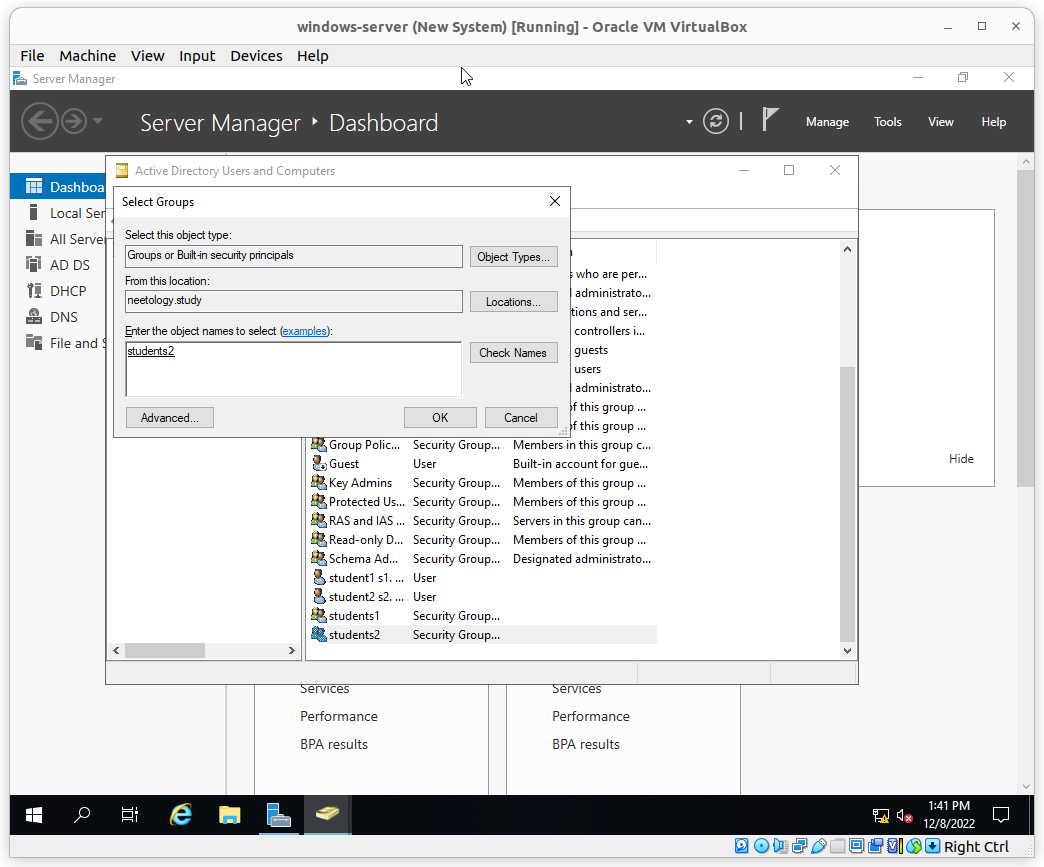 windows-server (New System) [Running] - Oracle VM VirtualBox
File Machine View Input Devices Help
Server Manager
Server Manager Dashboard
Manage Tools View Help
Active Directory Users and Computers
Dashboa
Local Ser
All Server
AD DS
DHCP
DNS
File and S
Select Groups
Select this object type:
Groups or Built-in security principals
Object Types...
From this location:
neetology.study
Locations...
Enter the object names to select (examples):
students2
Check Names
Advanced...
OK
Cancel
s who are per...
administrato...
tions and ser...
controllers i...
guests
users
administrato...
of this group ...
of this group ...
Group Polic... Security Group... Members in this group c...
Guest User Built-in account for gue...
Key Admins Security Group... Members of this group ...
Protected Us... Security Group... Members of this group ...
RAS and IAS ... Security Group... Servers in this group can...
Read-only D... Security Group... Members of this group ...
Schema Ad... Security Group... Designated administrato...
student1 s1. ... User
student2 s2. ... User
students1 Security Group...
students2 Security Group...
Hide
Services
Performance
BPA results
Services
Performance
BPA results
1:41 PM
12/8/2022
Right Ctrl